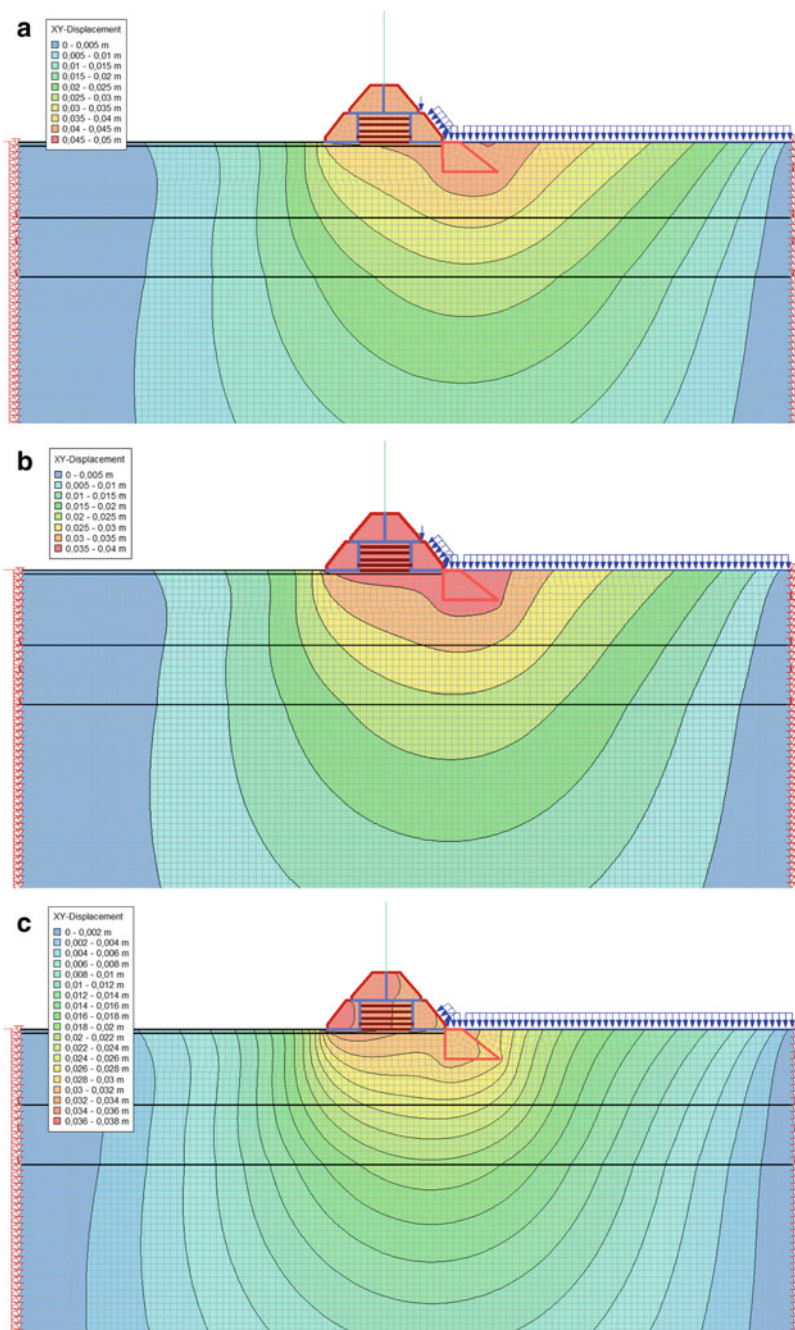 a
XY-Displacement
0 - 0,005 m
0,005 - 0,01 m
0,01 - 0,015 m
0,015 - 0,02 m
0,02 - 0,025 m
0,025 - 0,03 m
0,03 - 0,035 m
0,035 - 0,04 m
0,04 - 0,045 m
0,045 - 0,05 m
b
XY-Displacement
0 - 0,005 m
0,005 - 0,01 m
0,01 - 0,015 m
0,015 - 0,02 m
0,02 - 0,025 m
0,025 - 0,03 m
0,03 - 0,035 m
0,035 - 0,04 m
c
XY-Displacement
0 - 0,002 m
0,002 - 0,004 m
0,004 - 0,006 m
0,006 - 0,008 m
0,008 - 0,01 m
0,01 - 0,012 m
0,012 - 0,014 m
0,014 - 0,016 m
0,016 - 0,018 m
0,018 - 0,02 m
0,02 - 0,022 m
0,022 - 0,024 m
0,024 - 0,026 m
0,026 - 0,028 m
0,028 - 0,03 m
0,03 - 0,032 m
0,032 - 0,034 m
0,034 - 0,036 m
0,036 - 0,038 m